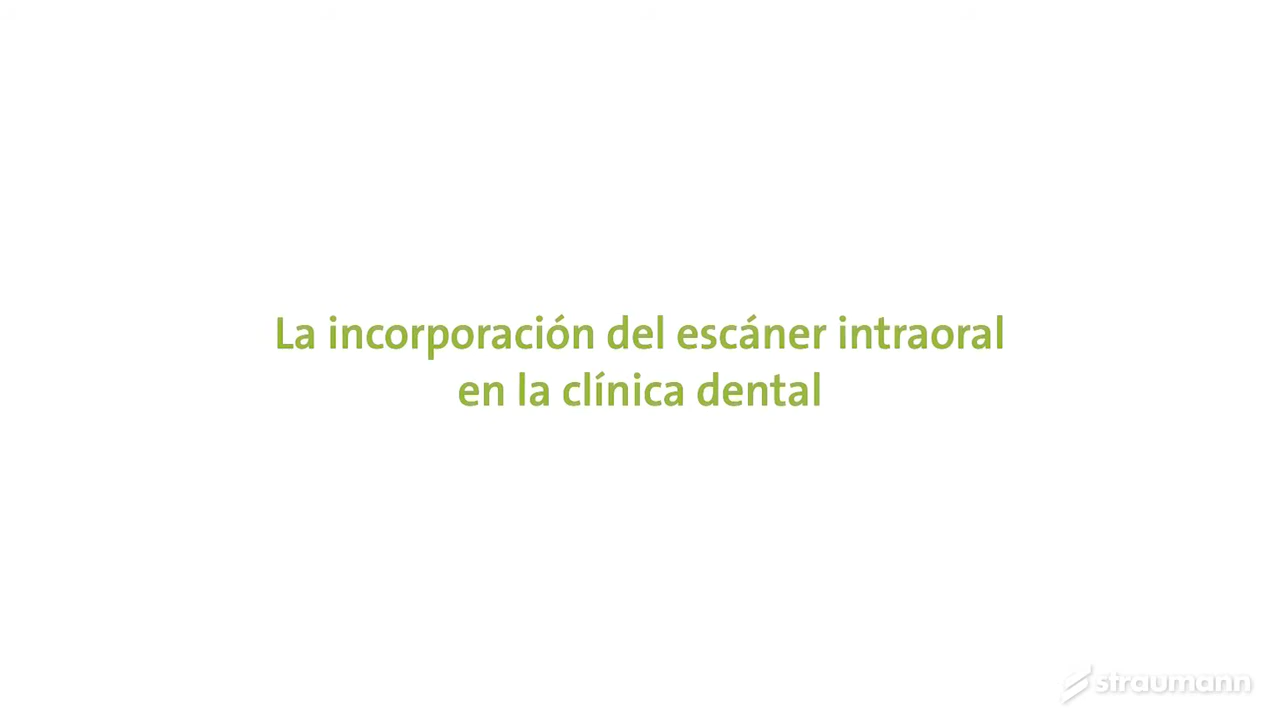 La incorporación del escáner intraoral
en la clínica dental
straumann